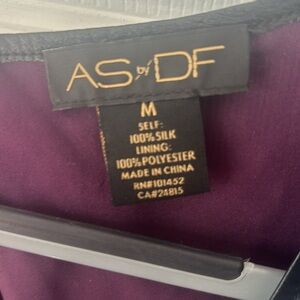 AS by DF
M
SELF:
100% SILK
LINING:
100% POLYESTER
MADE IN CHINA
RN#101452
CA#24815